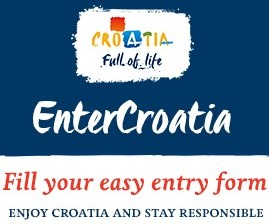 CROATIA
Full of life
EnterCroatia
Fill your easy entry form
ENJOY CROATIA AND STAY RESPONSIBLE